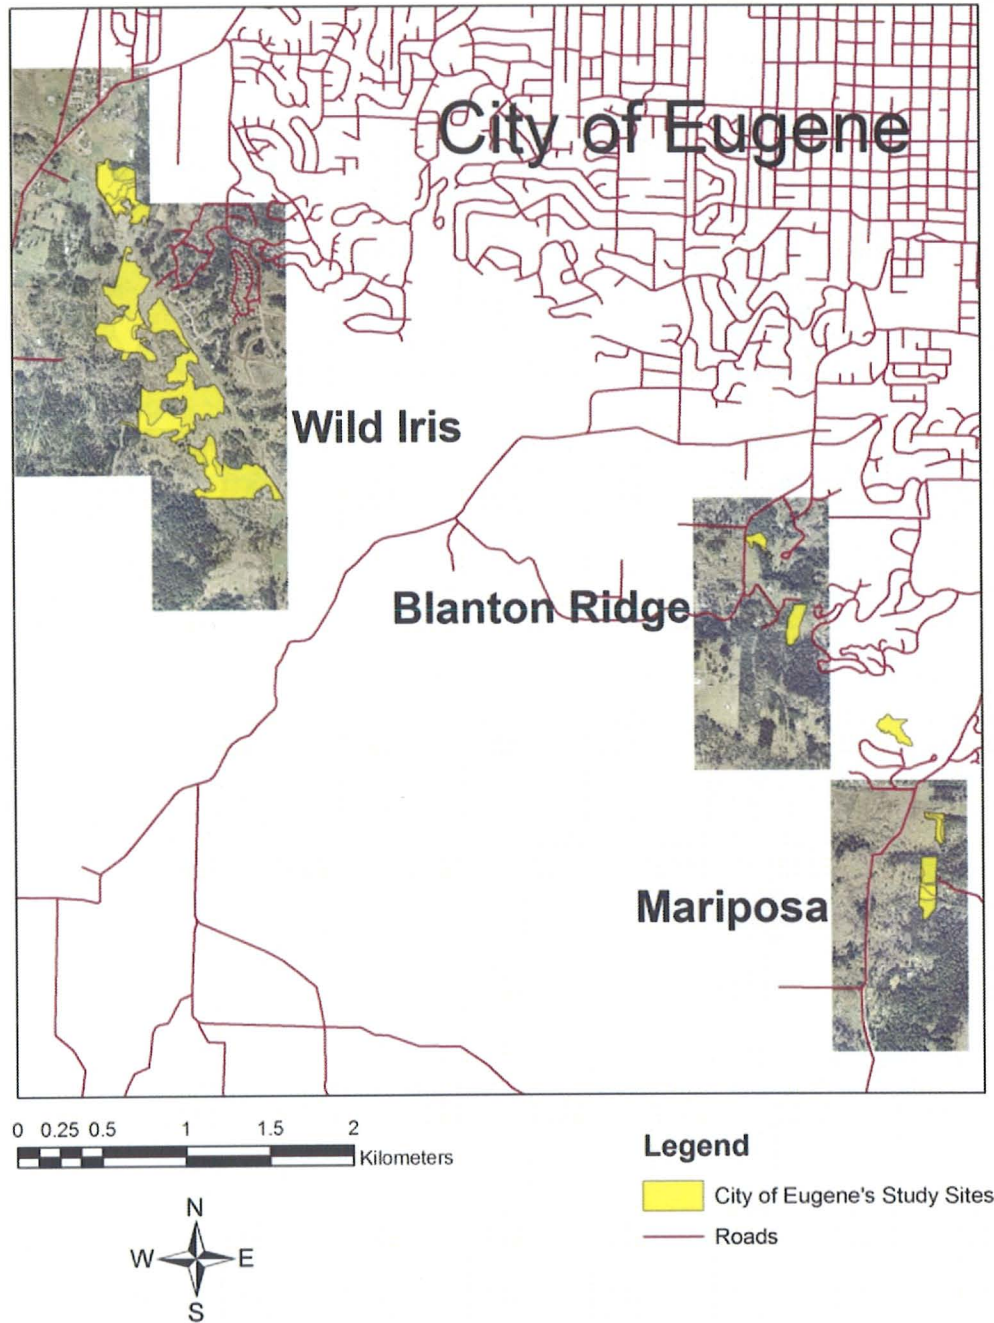 City of Eugene
Wild Iris
Blanton Ridge
Mariposa
0 0.25 0.5 1 1.5 2
Kilometers
Legend
City of Eugene's Study Sites
Roads
N
W E
S